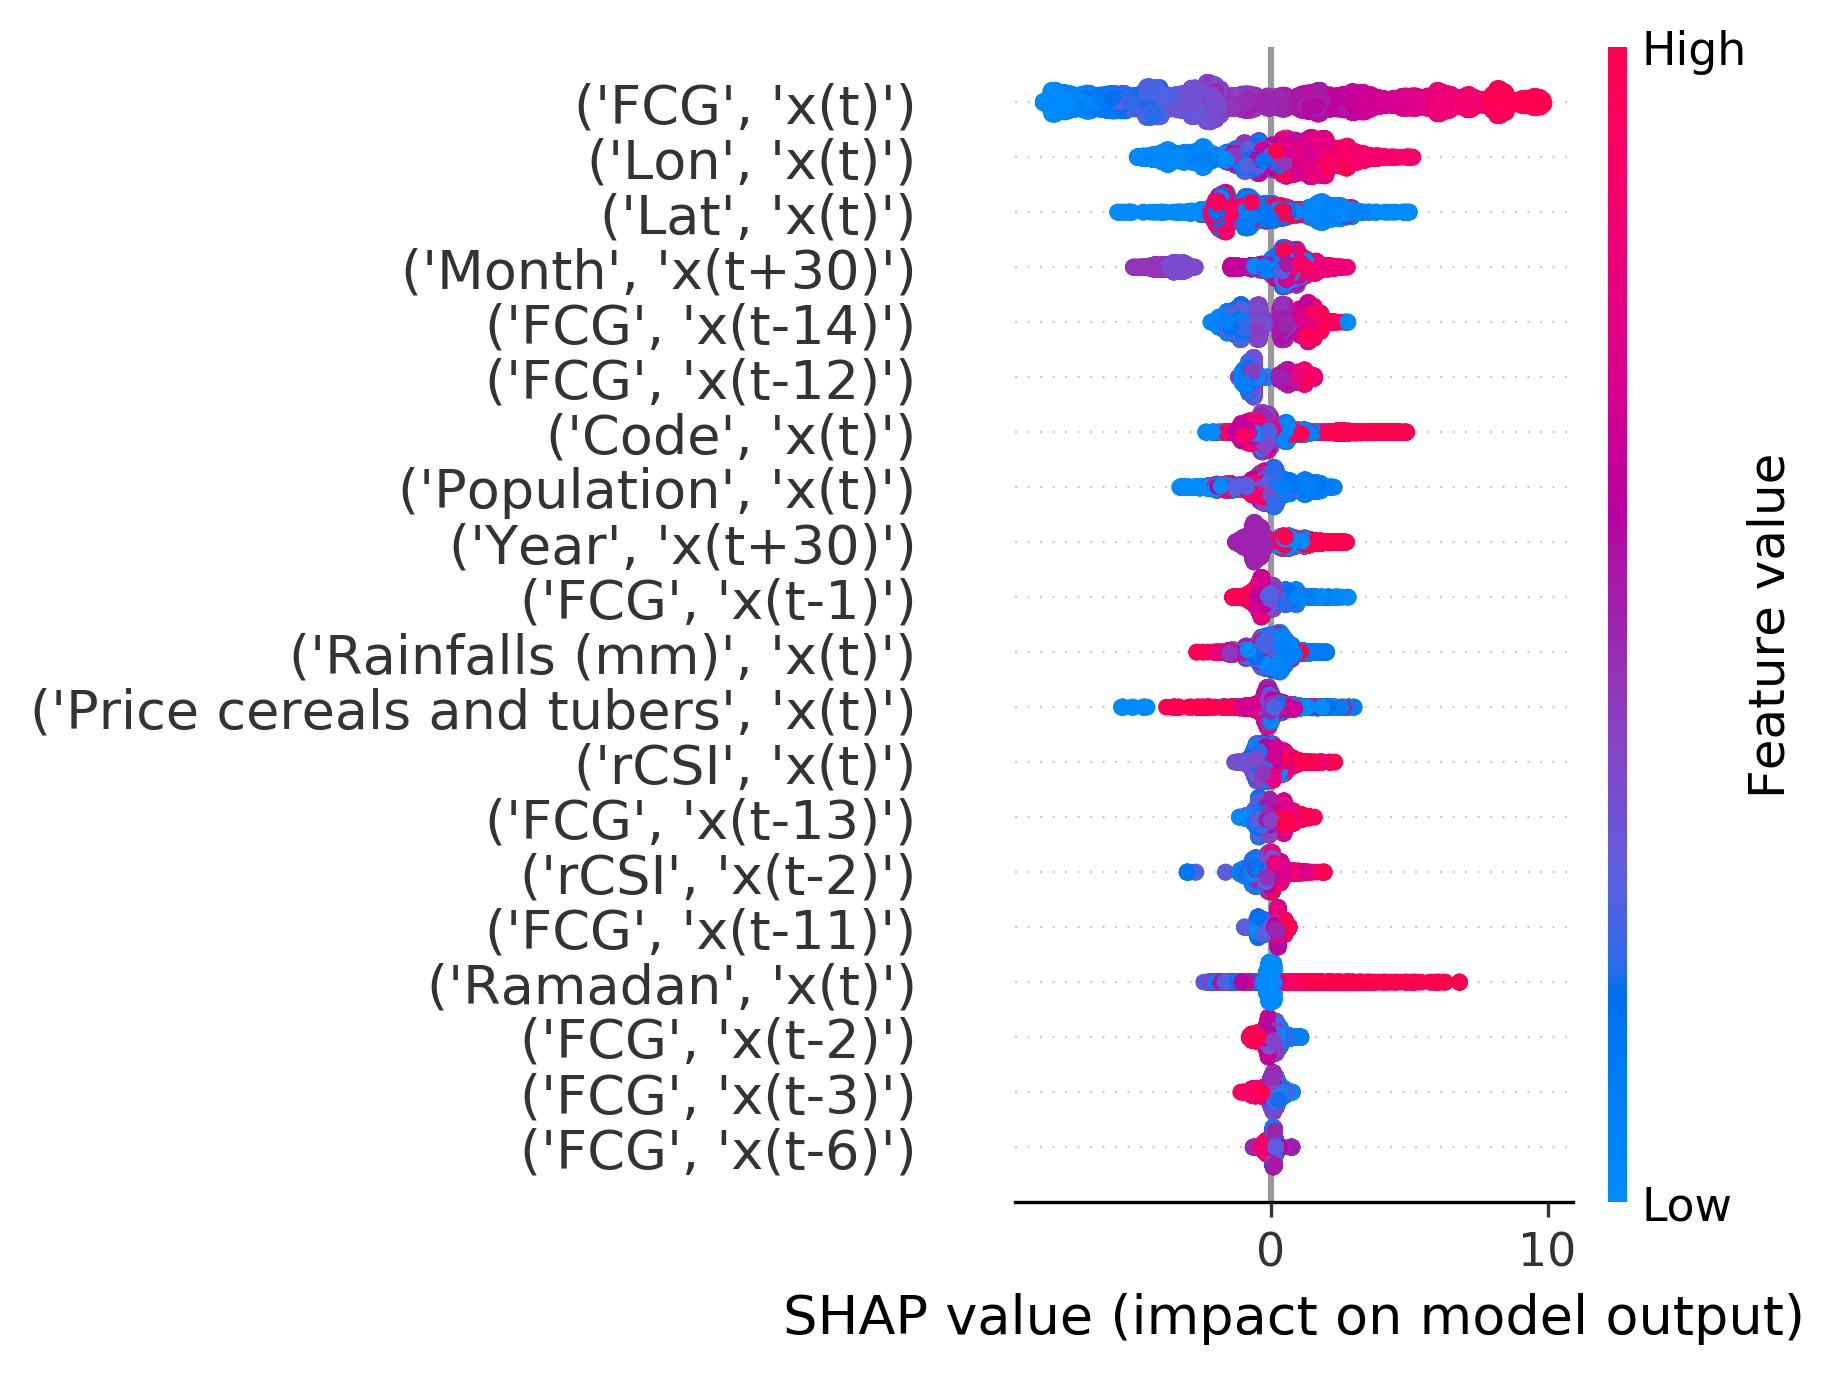 High
('FCG', 'x(t)')
('Lon', 'x(t)')
('Lat', 'x(t)')
('Month', 'x(t+30)')
('FCG', 'x(t-14)')
('FCG', 'x(t-12)')
('Code', 'x(t)')
('Population', 'x(t)')
('Year', 'x(t+30)')
('FCG', 'x(t-1)')
('Rainfalls (mm)', 'x(t)')
('Price cereals and tubers', 'x(t)')
('rCSI', 'x(t)')
('FCG', 'x(t-13)')
('rCSI', 'x(t-2)')
('FCG', 'x(t-11)')
('Ramadan', 'x(t)')
('FCG', 'x(t-2)')
('FCG', 'x(t-3)')
('FCG', 'x(t-6)')
Feature value
Low
0 10
SHAP value (impact on model output)